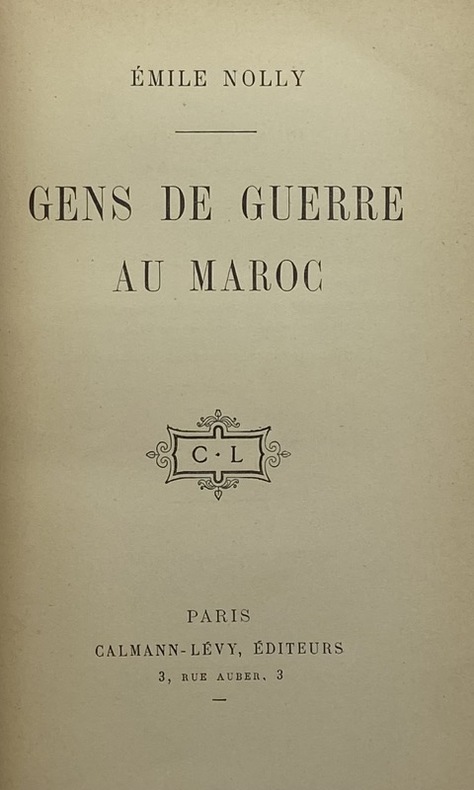 ÉMILE NOLLY
GENS DE GUERRE
AU MAROC
C · L
PARIS
CALMANN-LÉVY, ÉDITEURS
3, RUE AUBER, 3